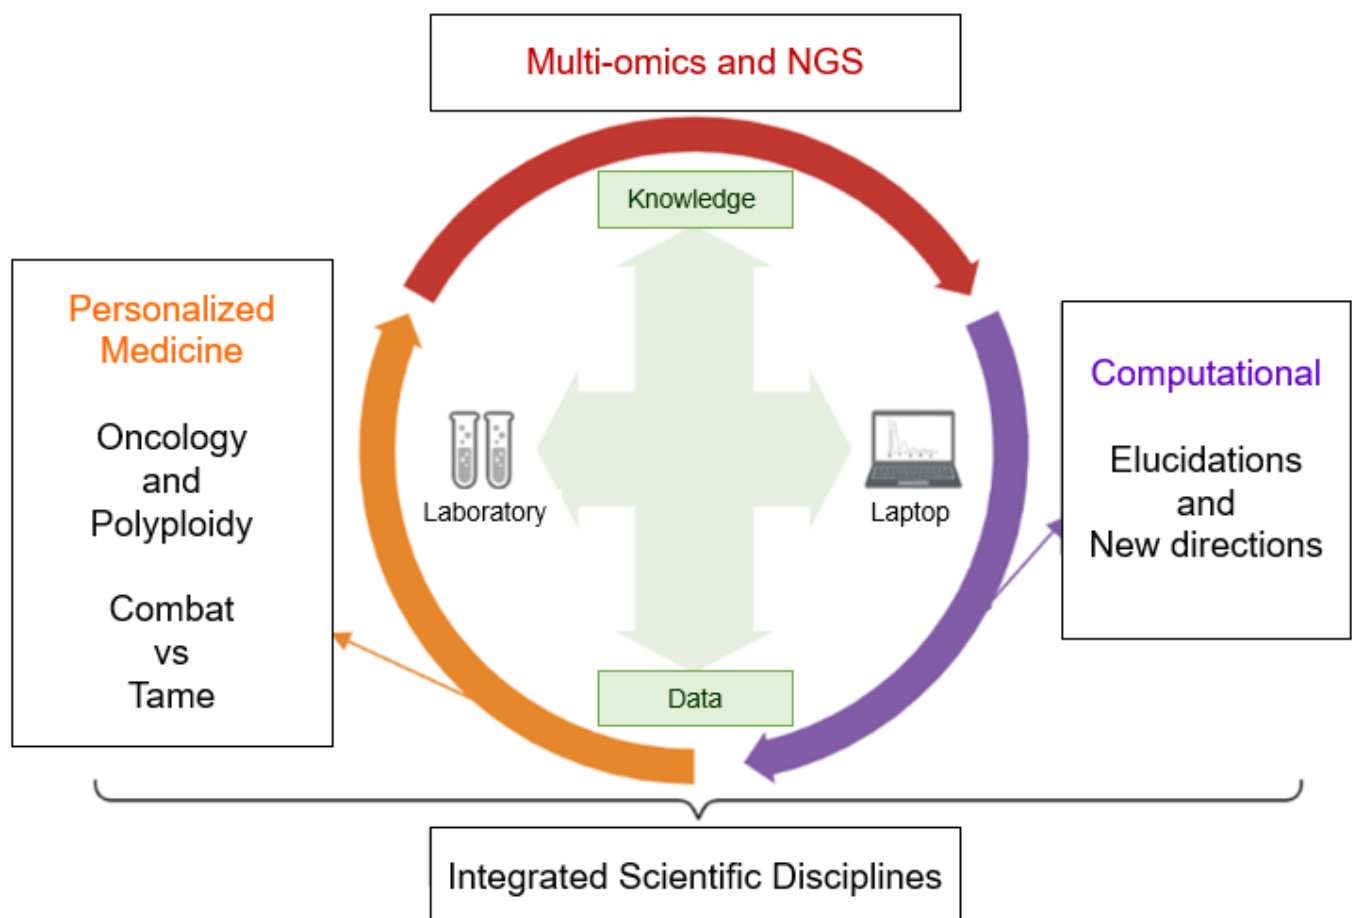 Multi-omics and NGS
Knowledge
Personalized
Medicine
Oncology
and
Polyploidy
Combat
vs
Tame
Laboratory
Laptop
Computational
Elucidations
and
New directions
Data
Integrated Scientific Disciplines